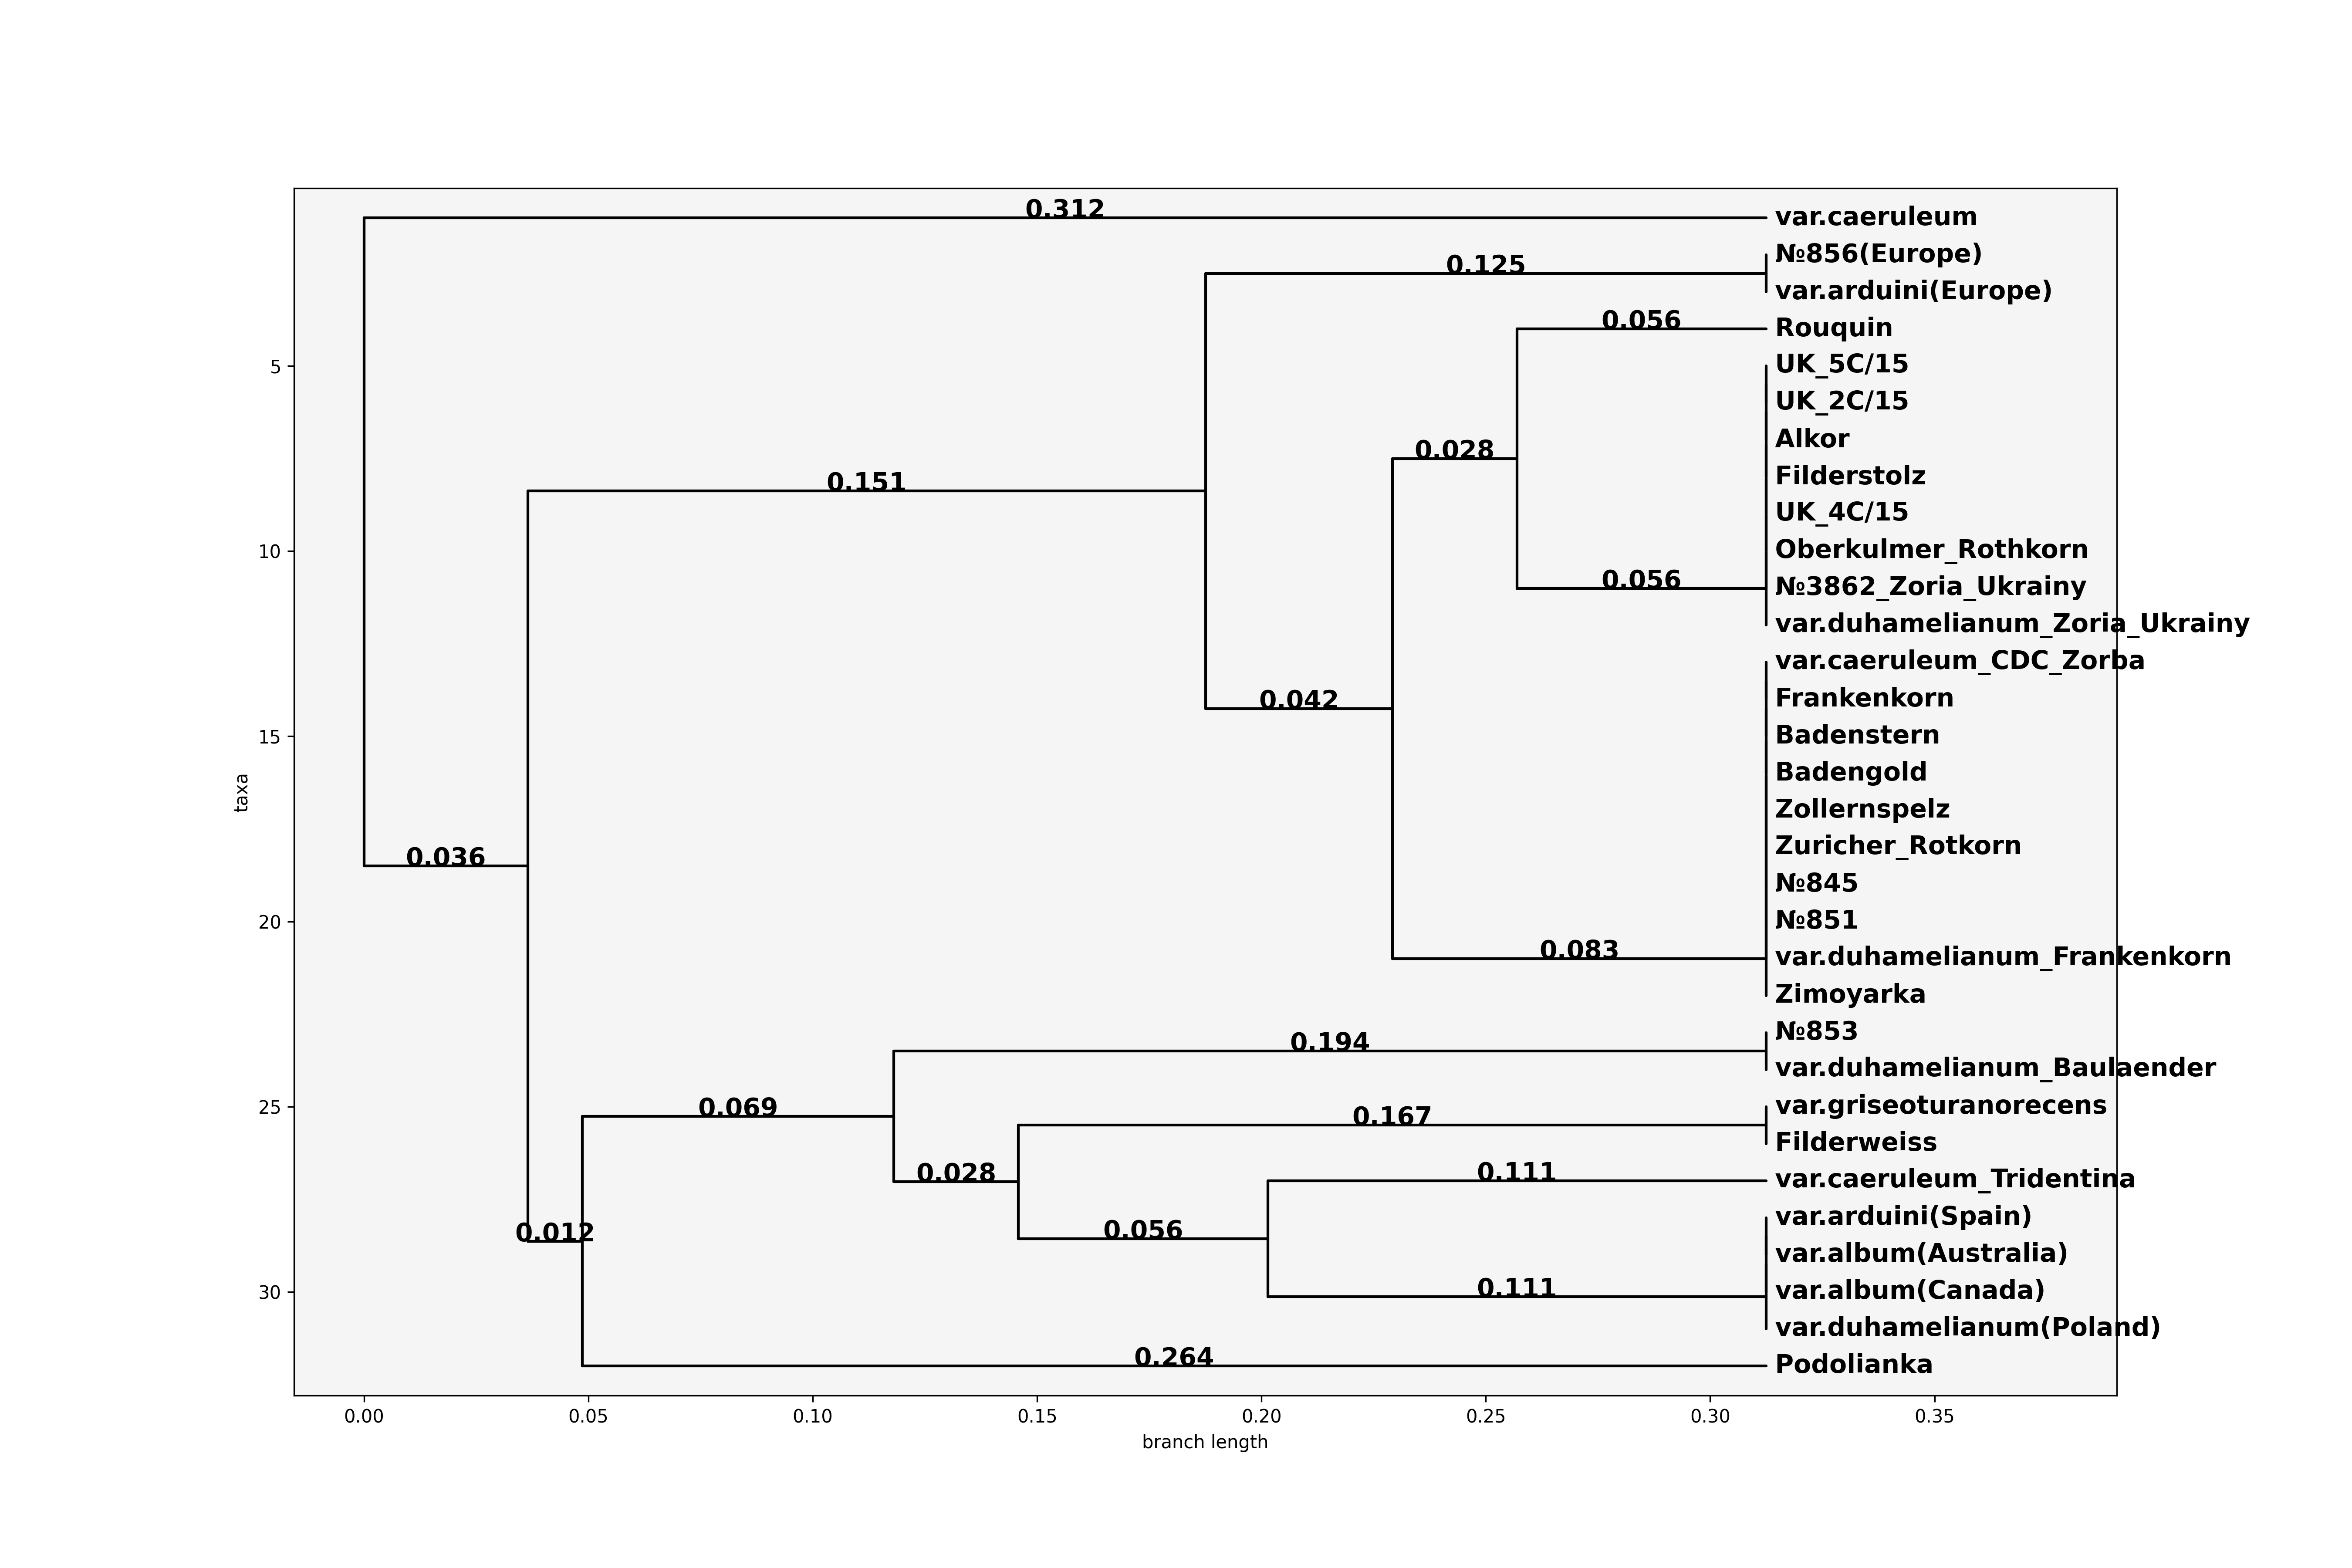 0.312 var.caeruleum
№856(Europe)
0.125
var.arduini(Europe)
0.056 Rouquin
5 UK_5C/15
UK_2C/15
0.028 Alkor
0.151 Filderstolz
UK_4C/15
10 Oberkulmer_Rothkorn
0.056 №3862_Zoria_Ukrainy
var.duhamelianum_Zoria_Ukrainy
var.caeruleum_CDC_Zorba
0.042 Frankenkorn
15 Badenstern
Badengold
taxa
Zollernspelz
0.036 Zuricher_Rotkorn
№845
20 №851
0.083 var.duhamelianum_Frankenkorn
Zimoyarka
0.194 №853
var.duhamelianum_Baulaender
25 0.069 var.griseoturanorecens
0.167
Filderweiss
0.028 0.111 var.caeruleum_Tridentina
var.arduini(Spain)
0.012 0.056
var.album(Australia)
30 0.111 var.album(Canada)
var.duhamelianum(Poland)
0.264 Podolianka
0.00 0.05 0.10 0.15 0.20 0.25 0.30 0.35
branch length